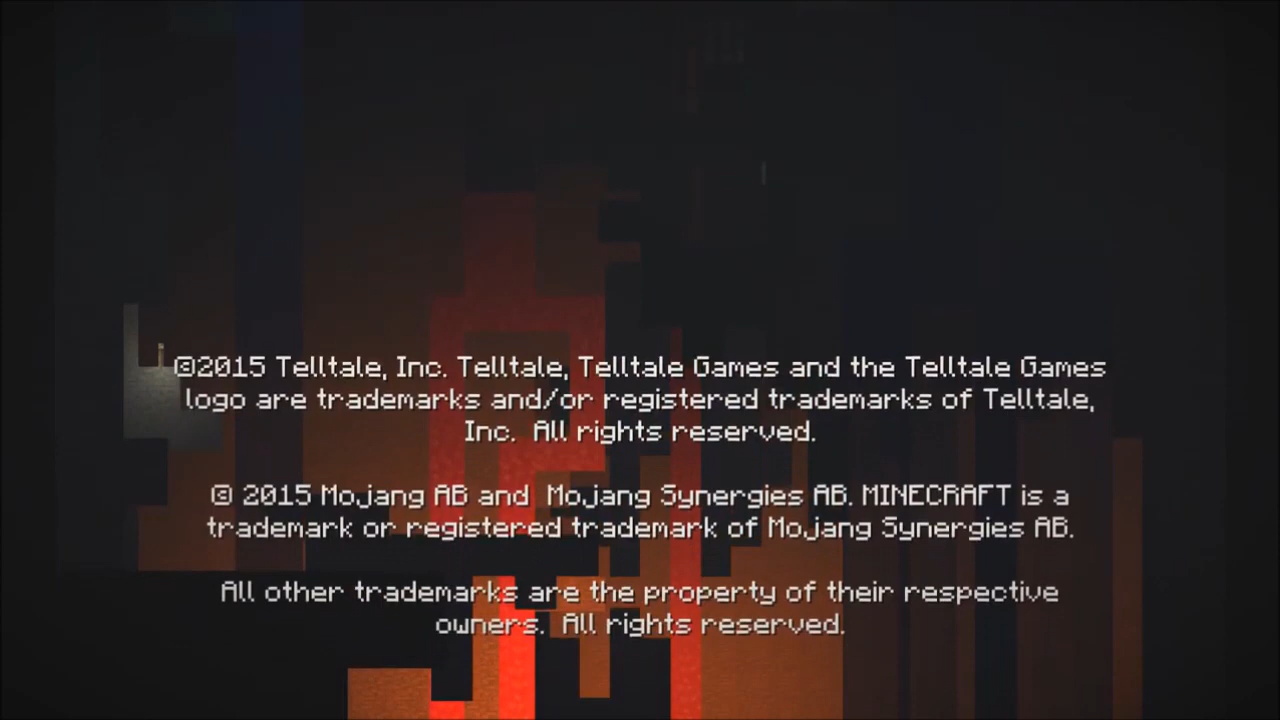 ©2015 Telltale, Inc. Telltale, Telltale Games and the Telltale Games
logo are trademarks and/or registered trademarks of Telltale,
Inc.  All rights reserved.
© 2015 Mojang AB and  Mojang Synergies AB. MINECRAFT is a
trademark or registered trademark of Mojang Synergies AB.
All other trademarks are the property of their respective
owners.  All rights reserved.